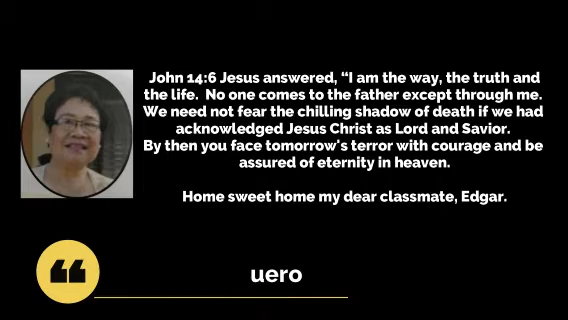 John 14:6 Jesus answered, “I am the way, the truth and
the life. No one comes to the father except through me.
We need not fear the chilling shadow of death if we had
acknowledged Jesus Christ as Lord and Savior.
By then you face tomorrow's terror with courage and be
assured of eternity in heaven.
Home sweet home my dear classmate, Edgar.
uero